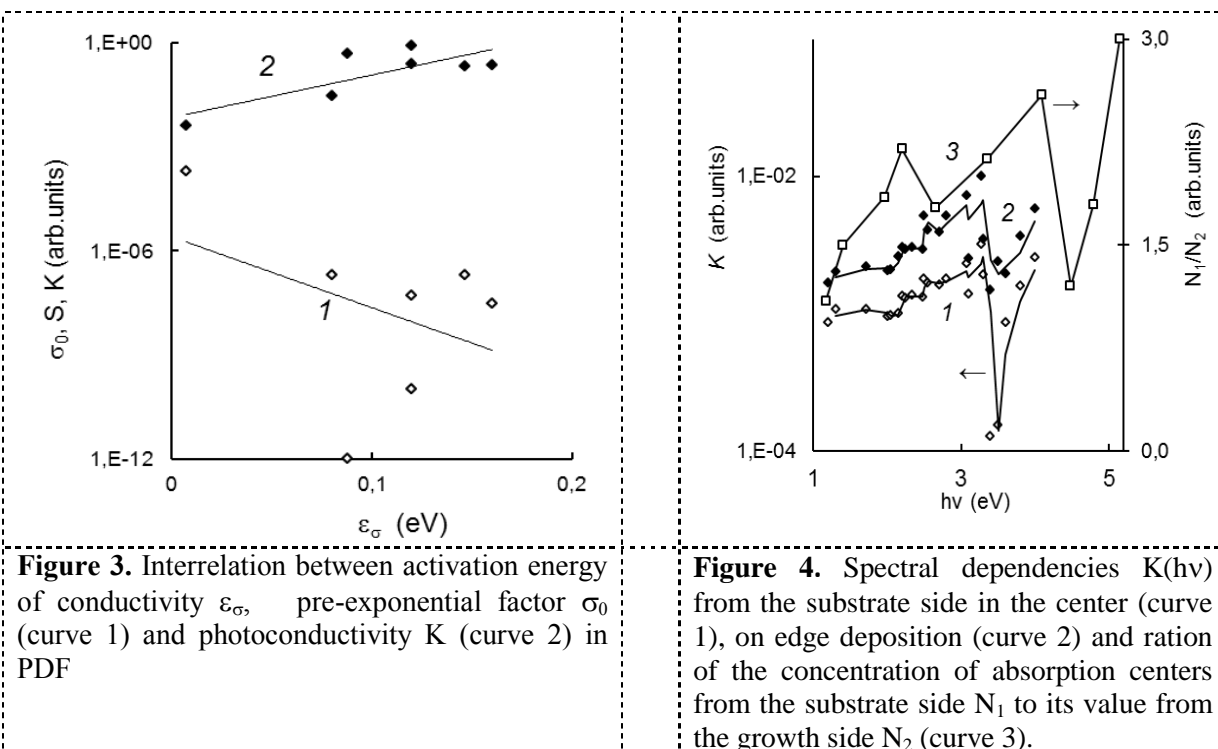 1,E+00
2
σ₀, S, K (arb.units)
1,E-06
1
1,E-12
0
0,1
0,2
εσ (eV)
3,0
3
→
1,E-02
K (arb.units)
2
1,5
N₁/N₂ (arb.units)
1
←
1,E-04
0,0
1
3
5
hν (eV)
Figure 3. Interrelation between activation energy
of conductivity εσ, pre-exponential factor σ₀
(curve 1) and photoconductivity K (curve 2) in
PDF
Figure 4. Spectral dependencies K(hν)
from the substrate side in the center (curve
1), on edge deposition (curve 2) and ration
of the concentration of absorption centers
from the substrate side N₁ to its value from
the growth side N₂ (curve 3).